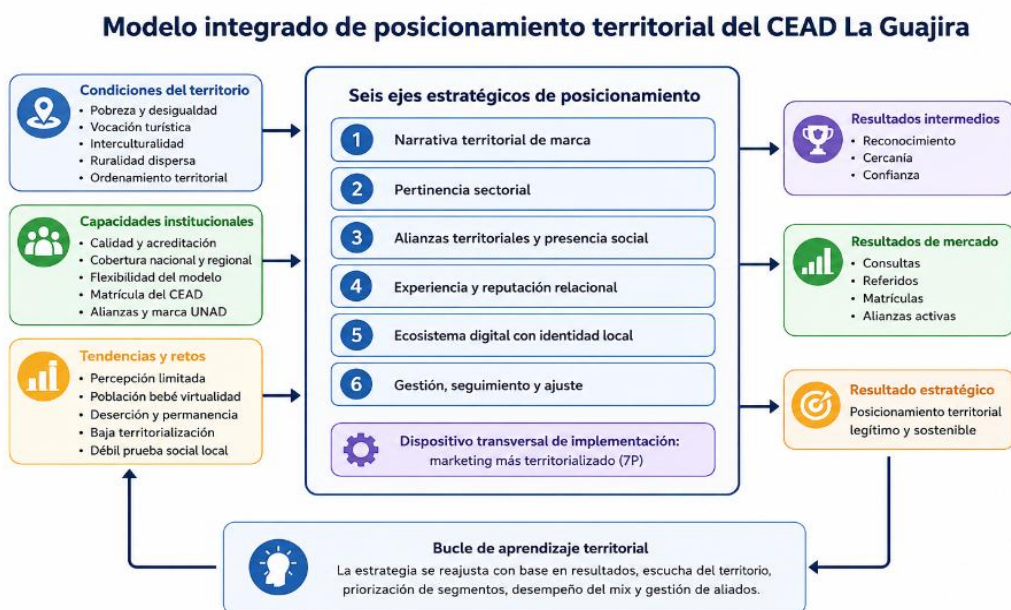 Modelo integrado de posicionamiento territorial del CEAD La Guajira
Condiciones del territorio
• Pobreza y desigualdad
• Vocación turística
• Interculturalidad
• Ruralidad dispersa
• Ordenamiento territorial
Capacidades institucionales
• Calidad y acreditación
• Cobertura nacional y regional
• Flexibilidad del modelo
• Matrícula del CEAD
• Alianzas y marca UNAD
Tendencias y retos
• Percepción limitada
• Población bebé virtualidad
• Deserción y permanencia
• Baja territorialización
• Débil prueba social local
Seis ejes estratégicos de posicionamiento
1 Narrativa territorial de marca
2 Pertinencia sectorial
3 Alianzas territoriales y presencia social
4 Experiencia y reputación relacional
5 Ecosistema digital con identidad local
6 Gestión, seguimiento y ajuste
Dispositivo transversal de implementación:
marketing más territorializado (7P)
Resultados intermedios
• Reconocimiento
• Cercanía
• Confianza
Resultados de mercado
• Consultas
• Referidos
• Matrículas
• Alianzas activas
Resultado estratégico
Posicionamiento territorial
legítimo y sostenible
Bucle de aprendizaje territorial
La estrategia se reajusta con base en resultados, escucha del territorio,
priorización de segmentos, desempeño del mix y gestión de aliados.